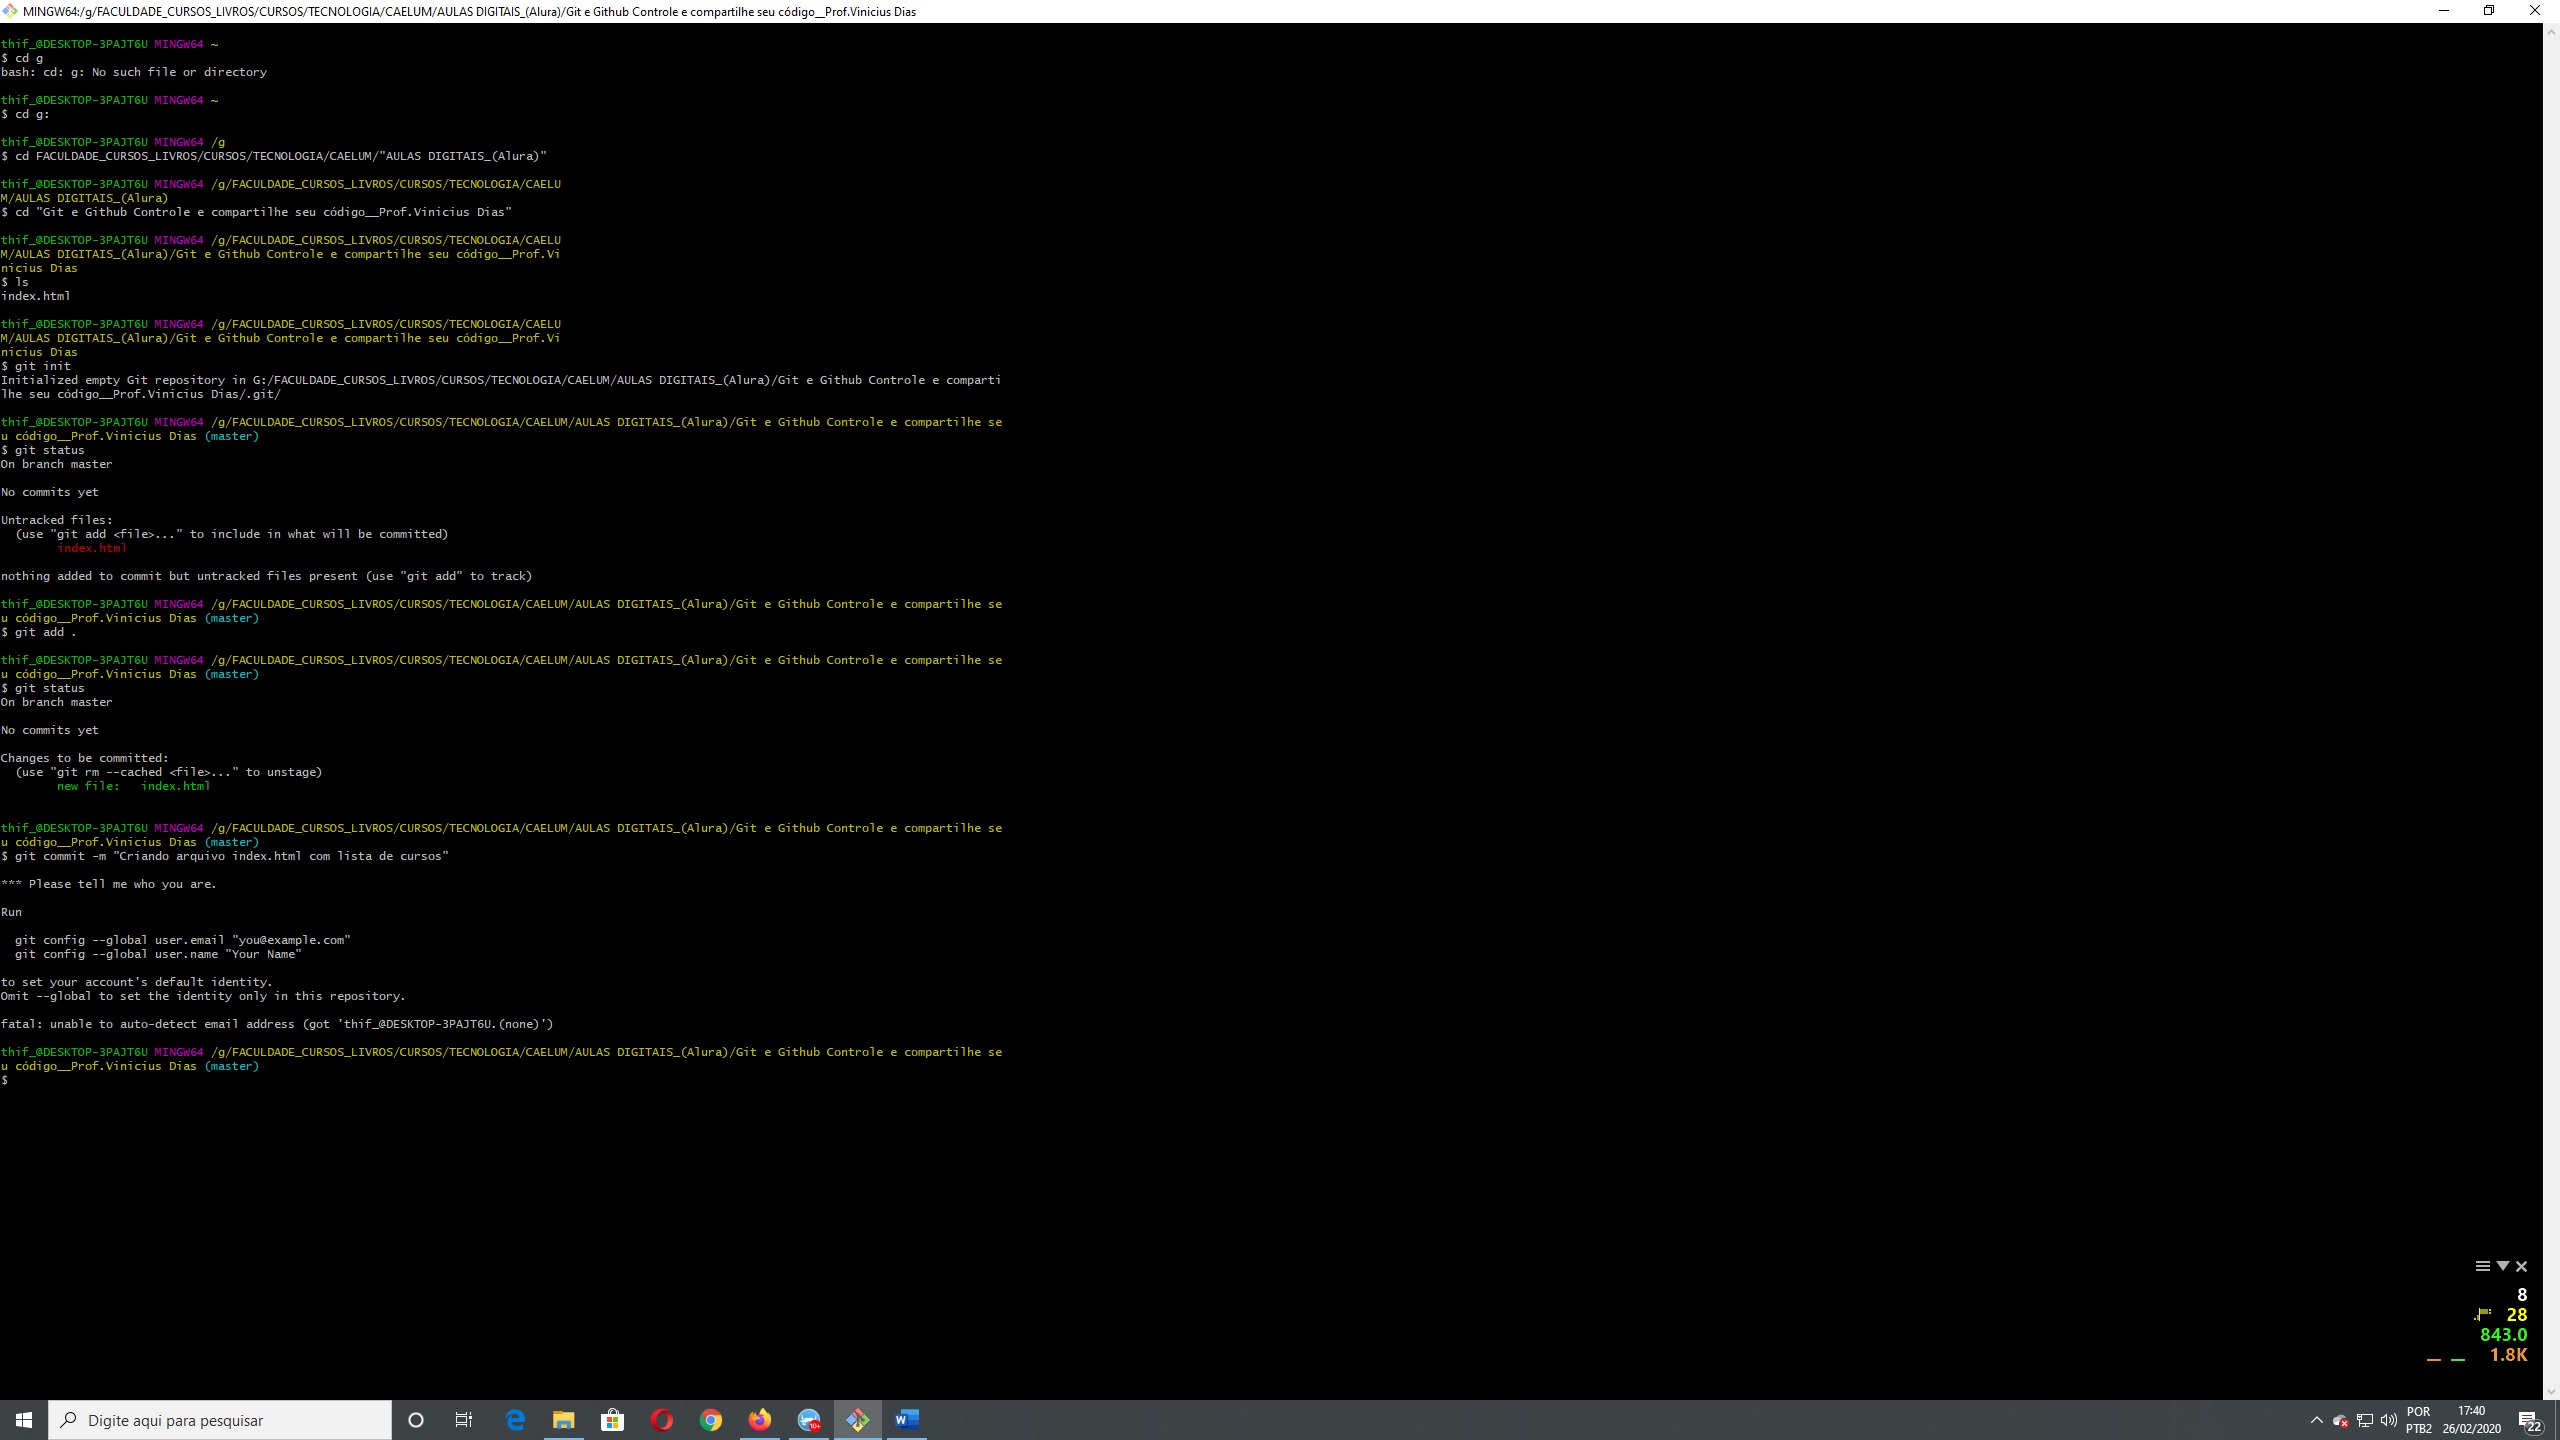 MINGW64:/g/FACULDADE_CURSOS_LIVROS/CURSOS/TECNOLOGIA/CAELUM/AULAS DIGITAIS_(Alura)/Git e Github Controle e compartilhe seu código__Prof.Vinicius Dias
thif_@DESKTOP-3PAJT6U MINGW64 ~
$ cd g
bash: cd: g: No such file or directory
thif_@DESKTOP-3PAJT6U MINGW64 ~
$ cd g:
thif_@DESKTOP-3PAJT6U MINGW64 /g
$ cd FACULDADE_CURSOS_LIVROS/CURSOS/TECNOLOGIA/CAELUM/"AULAS DIGITAIS_(Alura)"
thif_@DESKTOP-3PAJT6U MINGW64 /g/FACULDADE_CURSOS_LIVROS/CURSOS/TECNOLOGIA/CAELU
M/AULAS DIGITAIS_(Alura)
$ cd "Git e Github Controle e compartilhe seu código__Prof.Vinicius Dias"
thif_@DESKTOP-3PAJT6U MINGW64 /g/FACULDADE_CURSOS_LIVROS/CURSOS/TECNOLOGIA/CAELU
M/AULAS DIGITAIS_(Alura)/Git e Github Controle e compartilhe seu código__Prof.Vi
nicius Dias
$ ls
index.html
thif_@DESKTOP-3PAJT6U MINGW64 /g/FACULDADE_CURSOS_LIVROS/CURSOS/TECNOLOGIA/CAELU
M/AULAS DIGITAIS_(Alura)/Git e Github Controle e compartilhe seu código__Prof.Vi
nicius Dias
$ git init
Initialized empty Git repository in G:/FACULDADE_CURSOS_LIVROS/CURSOS/TECNOLOGIA/CAELUM/AULAS DIGITAIS_(Alura)/Git e Github Controle e comparti
lhe seu código__Prof.Vinicius Dias/.git/
thif_@DESKTOP-3PAJT6U MINGW64 /g/FACULDADE_CURSOS_LIVROS/CURSOS/TECNOLOGIA/CAELUM/AULAS DIGITAIS_(Alura)/Git e Github Controle e compartilhe se
u código__Prof.Vinicius Dias (master)
$ git status
On branch master
No commits yet
Untracked files:
(use "git add <file>..." to include in what will be committed)
index.html
nothing added to commit but untracked files present (use "git add" to track)
thif_@DESKTOP-3PAJT6U MINGW64 /g/FACULDADE_CURSOS_LIVROS/CURSOS/TECNOLOGIA/CAELUM/AULAS DIGITAIS_(Alura)/Git e Github Controle e compartilhe se
u código__Prof.Vinicius Dias (master)
$ git add .
thif_@DESKTOP-3PAJT6U MINGW64 /g/FACULDADE_CURSOS_LIVROS/CURSOS/TECNOLOGIA/CAELUM/AULAS DIGITAIS_(Alura)/Git e Github Controle e compartilhe se
u código__Prof.Vinicius Dias (master)
$ git status
On branch master
No commits yet
Changes to be committed:
(use "git rm --cached <file>..." to unstage)
new file:   index.html
thif_@DESKTOP-3PAJT6U MINGW64 /g/FACULDADE_CURSOS_LIVROS/CURSOS/TECNOLOGIA/CAELUM/AULAS DIGITAIS_(Alura)/Git e Github Controle e compartilhe se
u código__Prof.Vinicius Dias (master)
$ git commit -m "Criando arquivo index.html com lista de cursos"
*** Please tell me who you are.
Run
git config --global user.email "you@example.com"
git config --global user.name "Your Name"
to set your account's default identity.
Omit --global to set the identity only in this repository.
fatal: unable to auto-detect email address (got 'thif_@DESKTOP-3PAJT6U.(none)')
thif_@DESKTOP-3PAJT6U MINGW64 /g/FACULDADE_CURSOS_LIVROS/CURSOS/TECNOLOGIA/CAELUM/AULAS DIGITAIS_(Alura)/Git e Github Controle e compartilhe se
u código__Prof.Vinicius Dias (master)
$
8
28
843.0
1.8K
Digite aqui para pesquisar
10+
POR
PTB2
17:40
26/02/2020
22